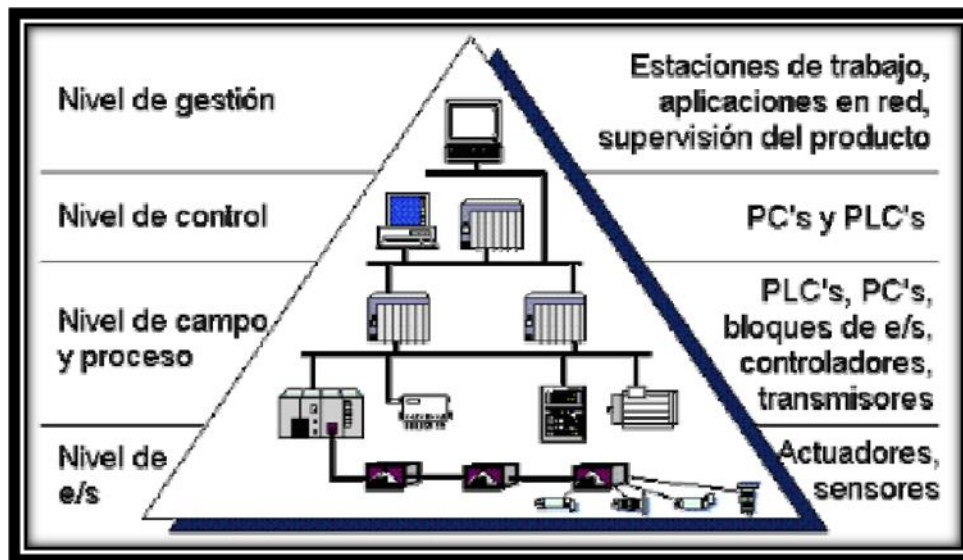 Nivel de gestión
Estaciones de trabajo,
aplicaciones en red,
supervisión del producto
Nivel de control
PC's y PLC's
Nivel de campo
y proceso
PLC's, PC's,
bloques de e/s,
controladores,
transmisores
Nivel de
e/s
Actuadores,
sensores